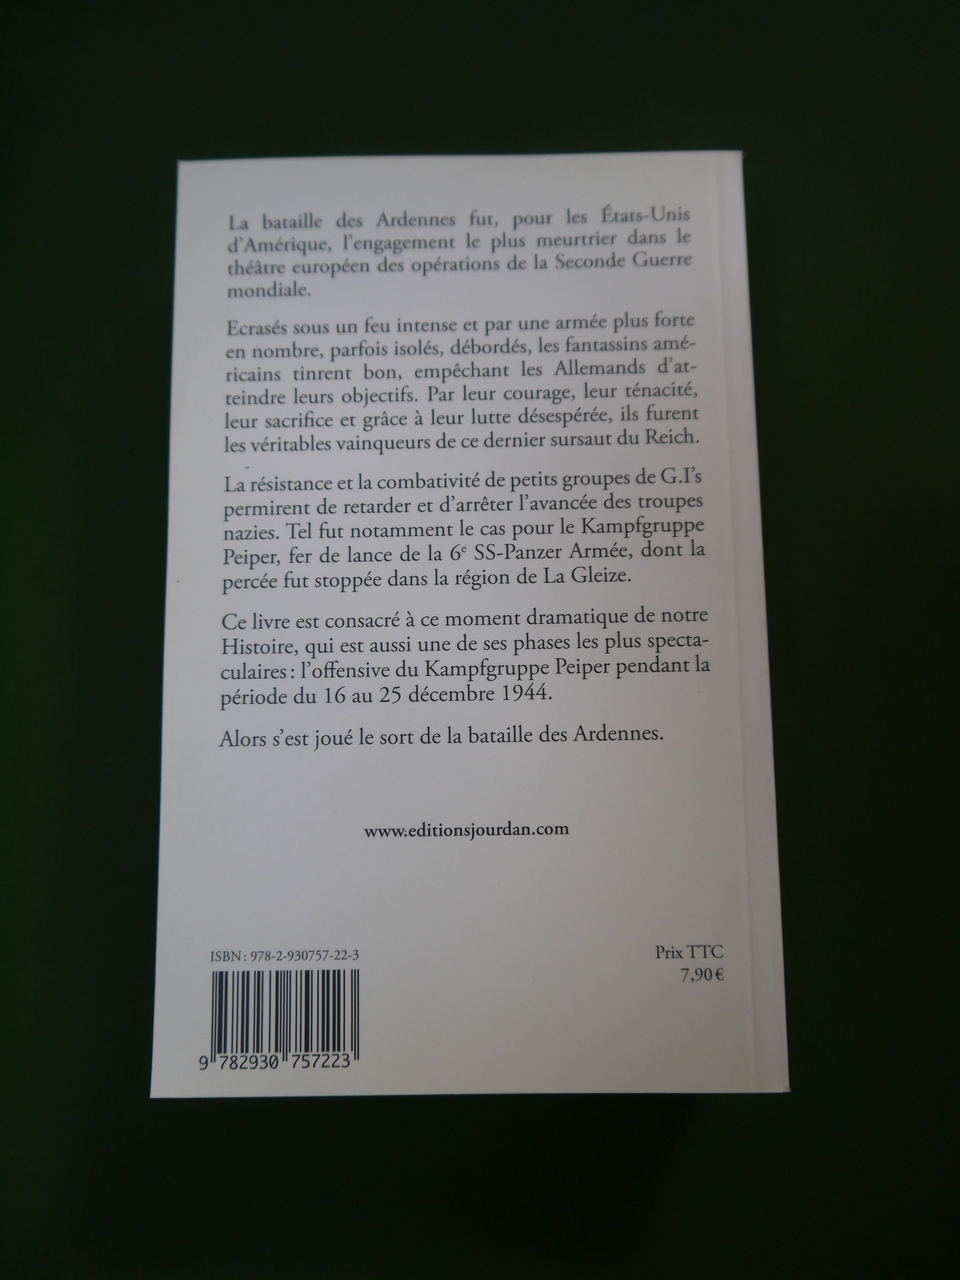 La bataille des Ardennes fut, pour les États-Unis
d'Amérique, l'engagement le plus meurtrier dans le
théâtre européen des opérations de la Seconde Guerre
mondiale.
Ecrasés sous un feu intense et par une armée plus forte
en nombre, parfois isolés, débordés, les fantassins amé-
ricains tinrent bon, empêchant les Allemands d'at-
teindre leurs objectifs. Par leur courage, leur ténacité,
leur sacrifice et grâce à leur lutte désespérée, ils furent
les véritables vainqueurs de ce dernier sursaut du Reich.
La résistance et la combativité de petits groupes de G.I's
permirent de retarder et d'arrêter l'avancée des troupes
nazies. Tel fut notamment le cas pour le Kampfgruppe
Peiper, fer de lance de la 6e SS-Panzer Armée, dont la
percée fut stoppée dans la région de La Gleize.
Ce livre est consacré à ce moment dramatique de notre
Histoire, qui est aussi une de ses phases les plus specta-
culaires : l'offensive du Kampfgruppe Peiper pendant la
période du 16 au 25 décembre 1944.
Alors s'est joué le sort de la bataille des Ardennes.
www.editionsjourdan.com
ISBN : 978-2-930757-22-3
Prix TTC
7,90 €
9 782930 757223